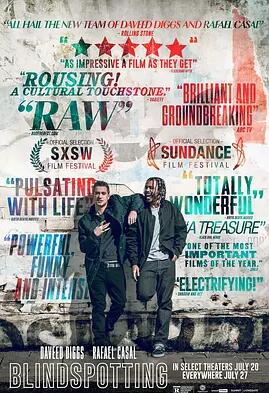 "ALL HAIL THE NEW TEAM OF DAVEED DIGGS AND RAFAEL CASAL"
- ROLLING STONE
"AS IMPRESSIVE A FILM AS THEY GET"
"ROUSING!
A CULTURAL TOUCHSTONE."
- VARIETY
"RAW"
"BRILLIANT AND
GROUNDBREAKING"
- ABC TV
OFFICIAL SELECTION
SXSW
FILM FESTIVAL
OFFICIAL SELECTION
SUNDANCE
FILM FESTIVAL
"PULSATING
WITH LIFE"
"TOTALLY
WONDERFUL"
"A TREASURE"
"POWERFUL,
FUNNY,
AND INTENSE"
"ONE OF THE MOST
IMPORTANT
FILMS OF THE YEAR."
"ELECTRIFYING!"
DAVEED DIGGS RAFAEL CASAL
BLINDSPOTTING
IN SELECT THEATERS JULY 20
EVERYWHERE JULY 27
R